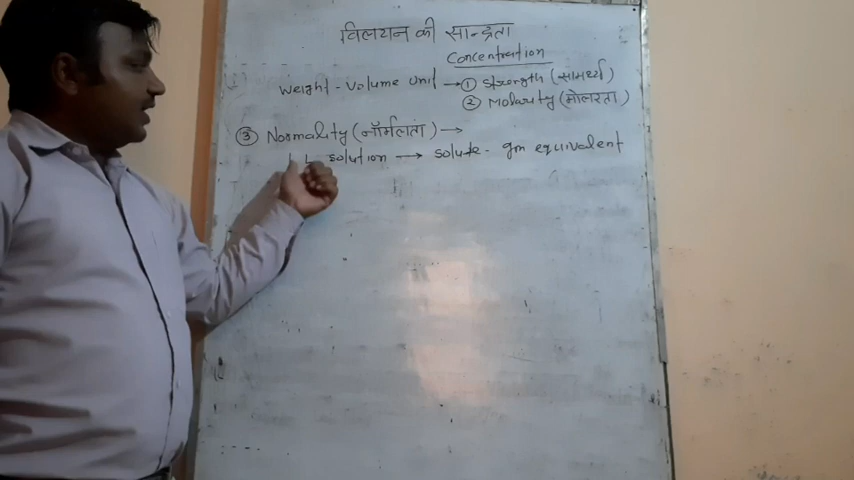 विलयन की सान्द्रता
Concentration
Weight-Volume Unit → ① Strength (सामर्थ्य)
② Molarity (मोलरता)
③ Normality (नॉर्मलता) →
1 L solution → solute - gm equivalent